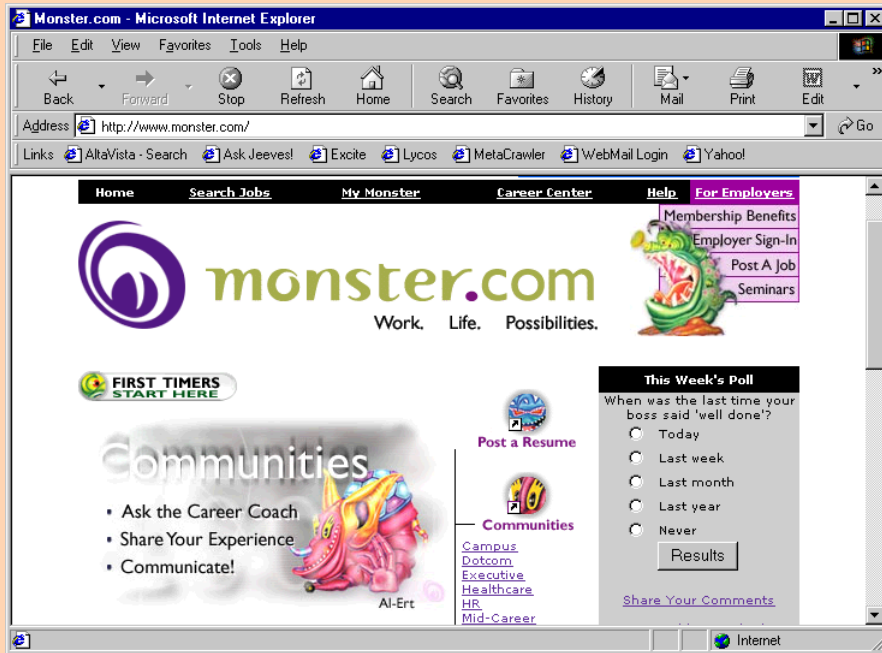 Monster.com - Microsoft Internet Explorer
File Edit View Favorites Tools Help
Back Forward Stop Refresh Home Search Favorites History Mail Print Edit
Address http://www.monster.com/ Go
Links AltaVista - Search Ask Jeeves! Excite Lycos MetaCrawler WebMail Login Yahoo!
Home Search Jobs My Monster Career Center Help For Employers
Membership Benefits
Employer Sign-In
Post A Job
Seminars
monster.com
Work. Life. Possibilities.
FIRST TIMERS
START HERE
Communities
• Ask the Career Coach
• Share Your Experience
• Communicate!
Al-Ert
Post a Resume
Communities
Campus
Dotcom
Executive
Healthcare
HR
Mid-Career
This Week's Poll
When was the last time your
boss said 'well done'?
Today
Last week
Last month
Last year
Never
Results
Share Your Comments
Internet